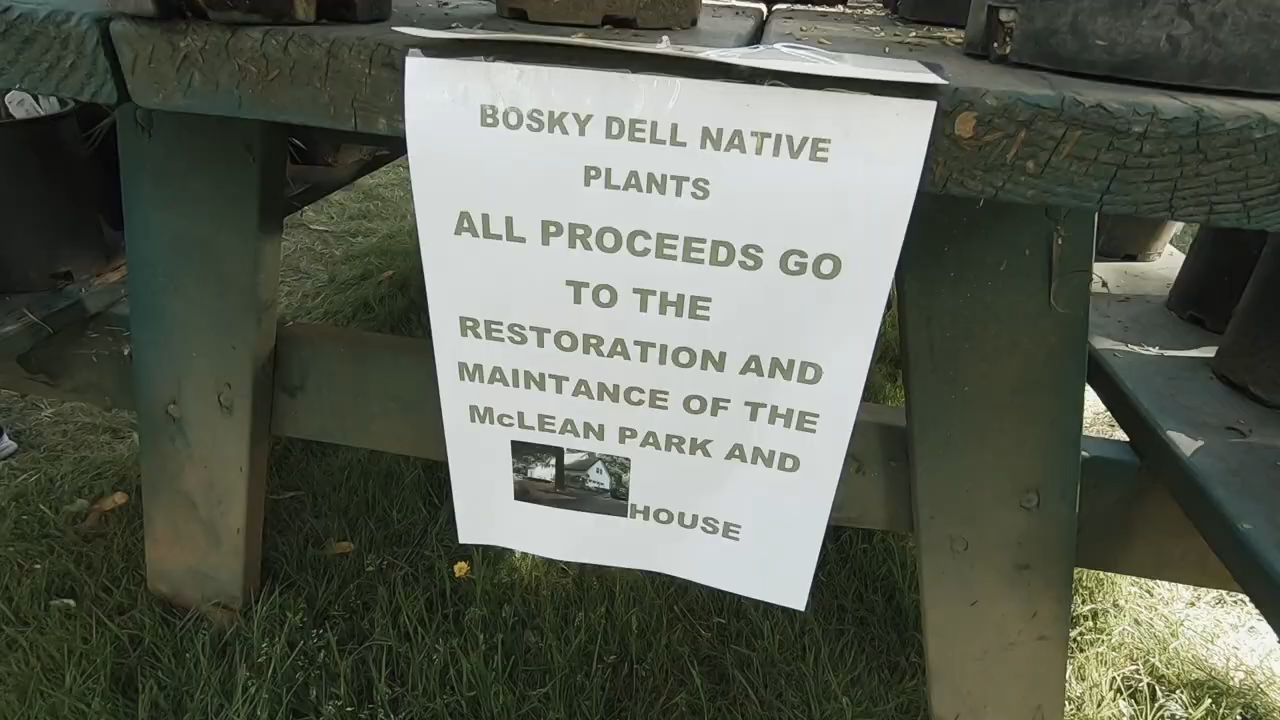 BOSKY DELL NATIVE
PLANTS
ALL PROCEEDS GO
TO THE
RESTORATION AND
MAINTANCE OF THE
McLEAN PARK AND
HOUSE